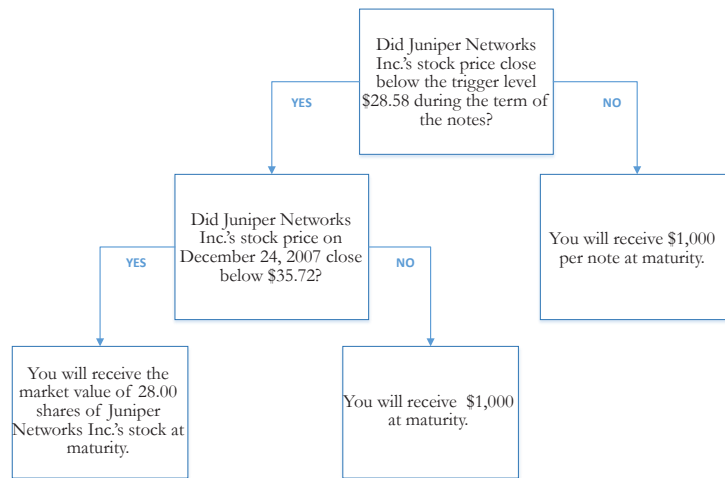 Did Juniper Networks
Inc.'s stock price close
below the trigger level
$28.58 during the term of
the notes?
YES
NO
Did Juniper Networks
Inc.'s stock price on
December 24, 2007 close
below $35.72?
You will receive $1,000
per note at maturity.
YES
NO
You will receive the
market value of 28.00
shares of Juniper
Networks Inc.'s stock at
maturity.
You will receive $1,000
at maturity.